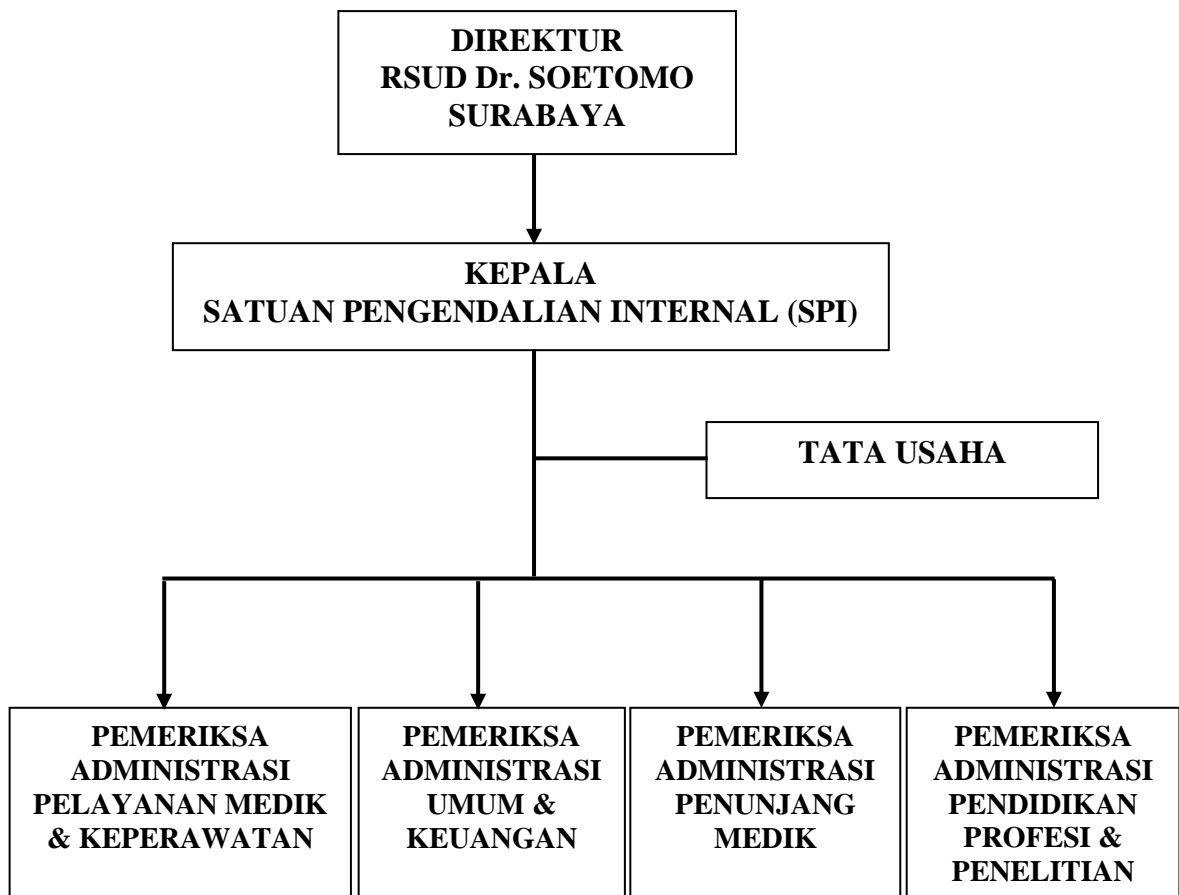 DIREKTUR
RSUD Dr. SOETOMO
SURABAYA
KEPALA
SATUAN PENGENDALIAN INTERNAL (SPI)
TATA USAHA
PEMERIKSA
ADMINISTRASI
PELAYANAN MEDIK
& KEPERAWATAN
PEMERIKSA
ADMINISTRASI
UMUM &
KEUANGAN
PEMERIKSA
ADMINISTRASI
PENUNJANG
MEDIK
PEMERIKSA
ADMINISTRASI
PENDIDIKAN
PROFESI &
PENELITIAN